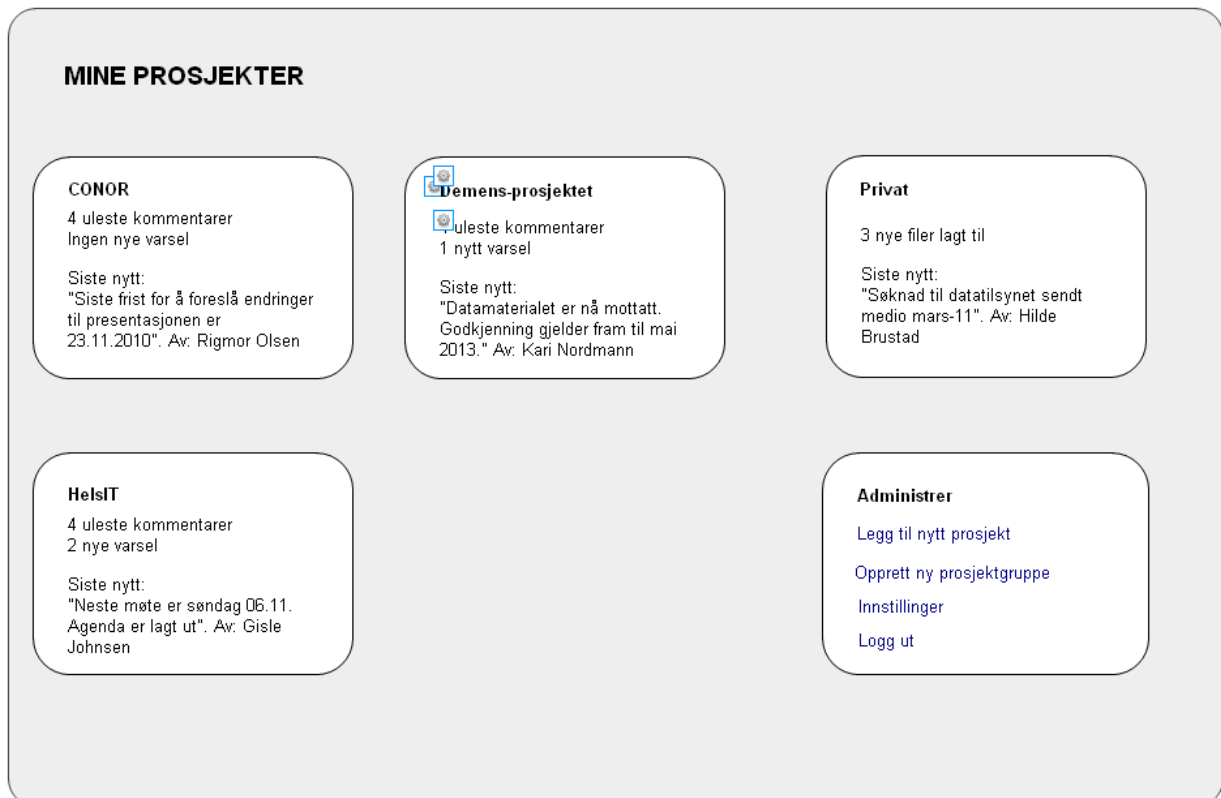 MINE PROSJEKTER
CONOR
4 uleste kommentarer
Ingen nye varsel
Siste nytt:
"Siste frist for å foreslå endringer
til presentasjonen er
23.11.2010". Av: Rigmor Olsen
Demens-prosjektet
uleste kommentarer
1 nytt varsel
Siste nytt:
"Datamaterialet er nå mottatt.
Godkjenning gjelder fram til mai
2013." Av: Kari Nordmann
Privat
3 nye filer lagt til
Siste nytt:
"Søknad til datatilsynet sendt
medio mars-11". Av: Hilde
Brustad
HelsIT
4 uleste kommentarer
2 nye varsel
Siste nytt:
"Neste møte er søndag 06.11.
Agenda er lagt ut". Av: Gisle
Johnsen
Administrer
Legg til nytt prosjekt
Opprett ny prosjektgruppe
Innstillinger
Logg ut